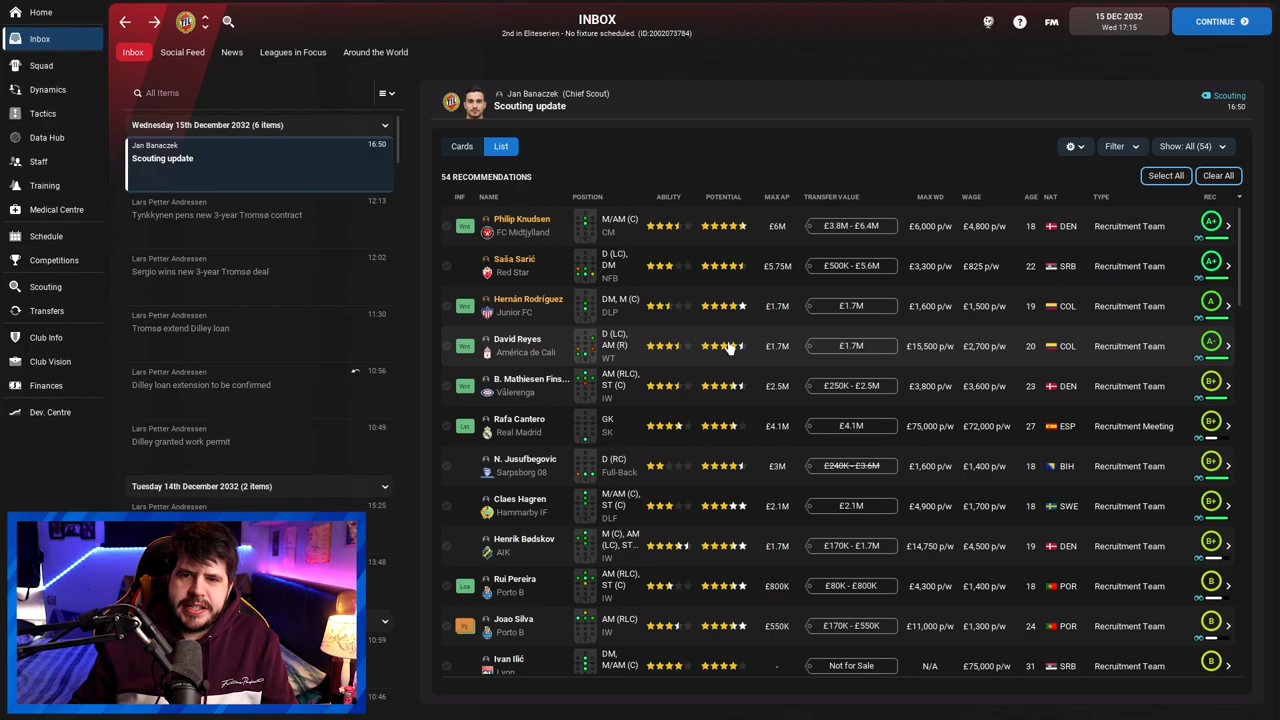 Home
Inbox
Squad
Dynamics
Tactics
Data Hub
Staff
Training
Medical Centre
Schedule
Competitions
Scouting
Transfers
Club Info
Club Vision
Finances
Dev. Centre
INBOX
2nd in Eliteserien - No fixture scheduled. (ID:2002073784)
FM
15 DEC 2032
Wed 17:15
CONTINUE
Inbox Social Feed News Leagues in Focus Around the World
All Items
Wednesday 15th December 2032 (6 items)
Jan Banaczek 16:50
Scouting update
Lars Petter Andressen 12:13
Tynkkynen pens new 3-year Tromsø contract
Lars Petter Andressen 12:02
Sergio wins new 3-year Tromsø deal
Lars Petter Andressen 11:30
Tromsø extend Dilley loan
Lars Petter Andressen 10:56
Dilley loan extension to be confirmed
Lars Petter Andressen 10:49
Dilley granted work permit
Tuesday 14th December 2032 (2 items)
Lars Petter Andressen 15:25
13:48
10:59
10:46
Jan Banaczek (Chief Scout)
Scouting update
Scouting
16:50
Cards List
Filter Show: All (54)
54 RECOMMENDATIONS
Select All Clear All
INF NAME POSITION ABILITY POTENTIAL MAX AP TRANSFER VALUE MAX WD WAGE AGE NAT TYPE REC
Wnt Philip Knudsen FC Midtjylland M/AM (C) CM £6M £3.8M - £6.4M £6,000 p/w £4,800 p/w 18 DEN Recruitment Team A+
Saša Sarić Red Star D (LC), DM NFB £5.75M £500K - £5.6M £3,300 p/w £825 p/w 22 SRB Recruitment Team A+
Wnt Hernán Rodríguez Junior FC DM, M (C) DLP £1.7M £1.7M £1,600 p/w £1,500 p/w 19 COL Recruitment Team A
Wnt David Reyes América de Cali D (LC), AM (R) WT £1.7M £1.7M £15,500 p/w £2,700 p/w 20 COL Recruitment Team A-
Wnt B. Mathiesen Fins... Vålerenga AM (RLC), ST (C) IW £2.5M £250K - £2.5M £3,800 p/w £3,600 p/w 23 DEN Recruitment Team B+
Lst Rafa Cantero Real Madrid GK SK £4.1M £4.1M £75,000 p/w £72,000 p/w 27 ESP Recruitment Meeting B+
N. Jusufbegovic Sarpsborg 08 D (RC) Full-Back £3M £240K - £3.6M £1,600 p/w £1,400 p/w 18 BIH Recruitment Team B+
Claes Hagren Hammarby IF M/AM (C), ST (C) DLF £2.1M £2.1M £4,900 p/w £1,700 p/w 18 SWE Recruitment Team B+
Henrik Bødskov AIK M (C), AM (LC), ST... IW £1.7M £170K - £1.7M £14,750 p/w £4,500 p/w 19 DEN Recruitment Team B+
Loa Rui Pereira Porto B AM (RLC), ST (C) IW £800K £80K - £800K £4,300 p/w £1,400 p/w 18 POR Recruitment Team B
Inj Joao Silva Porto B AM (RLC) IW £550K £170K - £550K £11,000 p/w £1,300 p/w 24 POR Recruitment Team B
Ivan Ilić Lyon DM, M/AM (C) - Not for Sale N/A £75,000 p/w 31 SRB Recruitment Team B